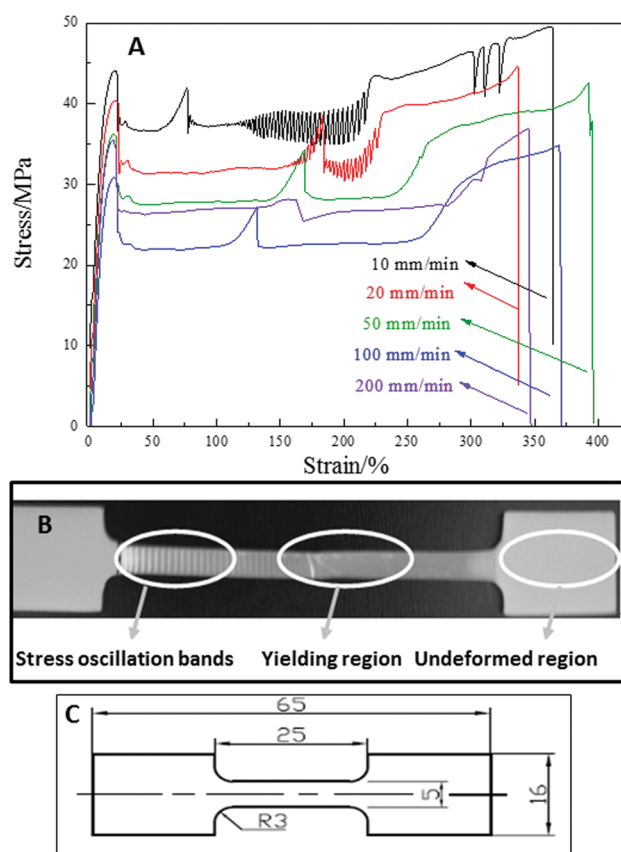 A
Stress/MPa
50
40
30
20
10
0
10 mm/min
20 mm/min
50 mm/min
100 mm/min
200 mm/min
0 50 100 150 200 250 300 350 400
Strain/%
B
Stress oscillation bands Yielding region Undeformed region
C
65
25
5
16
R3